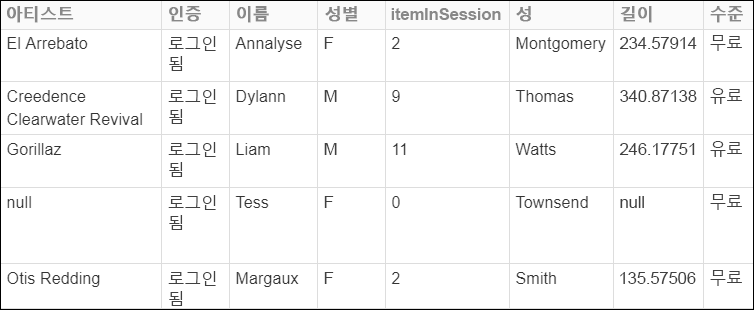 아티스트 인증 이름 성별 itemInSession 성 길이 수준
El Arrebato 로그인 Annalyse F 2 Montgomery 234.57914 무료
됨
Creedence 로그인 Dylann M 9 Thomas 340.87138 유료
Clearwater Revival 됨
Gorillaz 로그인 Liam M 11 Watts 246.17751 유료
됨
null 로그인 Tess F 0 Townsend null 무료
됨
Otis Redding 로그인 Margaux F 2 Smith 135.57506 무료
됨